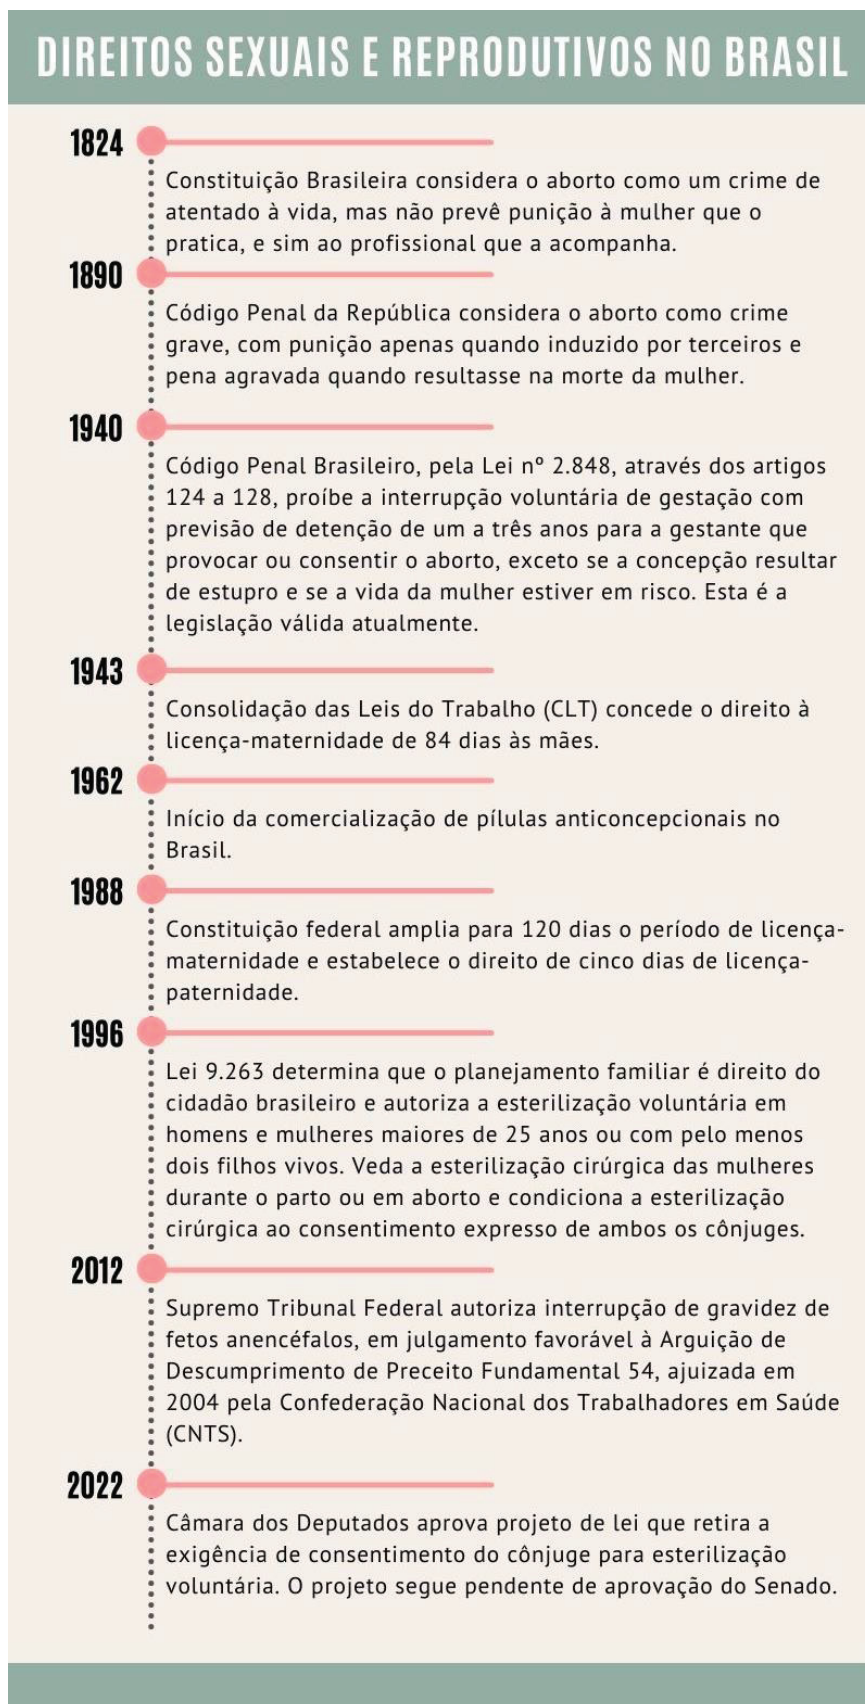 DIREITOS SEXUAIS E REPRODUTIVOS NO BRASIL
1824
Constituição Brasileira considera o aborto como um crime de
atentado à vida, mas não prevê punição à mulher que o
pratica, e sim ao profissional que a acompanha.
1890
Código Penal da República considera o aborto como crime
grave, com punição apenas quando induzido por terceiros e
pena agravada quando resultasse na morte da mulher.
1940
Código Penal Brasileiro, pela Lei nº 2.848, através dos artigos
124 a 128, proíbe a interrupção voluntária de gestação com
previsão de detenção de um a três anos para a gestante que
provocar ou consentir o aborto, exceto se a concepção resultar
de estupro e se a vida da mulher estiver em risco. Esta é a
legislação válida atualmente.
1943
Consolidação das Leis do Trabalho (CLT) concede o direito à
licença-maternidade de 84 dias às mães.
1962
Início da comercialização de pílulas anticoncepcionais no
Brasil.
1988
Constituição federal amplia para 120 dias o período de licença-
maternidade e estabelece o direito de cinco dias de licença-
paternidade.
1996
Lei 9.263 determina que o planejamento familiar é direito do
cidadão brasileiro e autoriza a esterilização voluntária em
homens e mulheres maiores de 25 anos ou com pelo menos
dois filhos vivos. Veda a esterilização cirúrgica das mulheres
durante o parto ou em aborto e condiciona a esterilização
cirúrgica ao consentimento expresso de ambos os cônjuges.
2012
Supremo Tribunal Federal autoriza interrupção de gravidez de
fetos anencéfalos, em julgamento favorável à Arguição de
Descumprimento de Preceito Fundamental 54, ajuizada em
2004 pela Confederação Nacional dos Trabalhadores em Saúde
(CNTS).
2022
Câmara dos Deputados aprova projeto de lei que retira a
exigência de consentimento do cônjuge para esterilização
voluntária. O projeto segue pendente de aprovação do Senado.